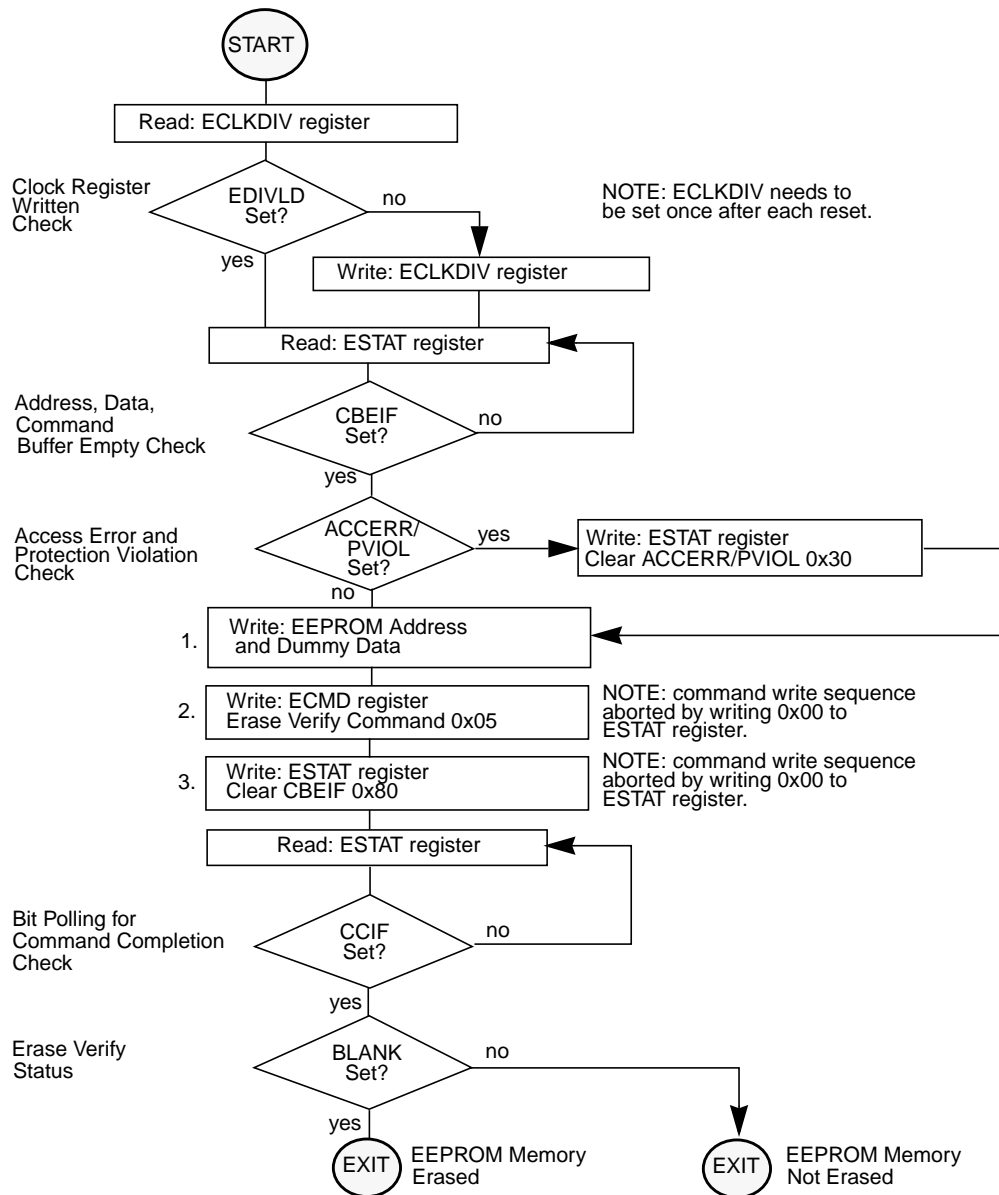 START
Read: ECLKDIV register
Clock Register
Written
Check
EDIVLD
Set?
no
yes
NOTE: ECLKDIV needs to
be set once after each reset.
Write: ECLKDIV register
Read: ESTAT register
Address, Data,
Command
Buffer Empty Check
CBEIF
Set?
no
yes
Access Error and
Protection Violation
Check
ACCERR/
PVIOL
Set?
yes
no
Write: ESTAT register
Clear ACCERR/PVIOL 0x30
1.
Write: EEPROM Address
and Dummy Data
2.
Write: ECMD register
Erase Verify Command 0x05
NOTE: command write sequence
aborted by writing 0x00 to
ESTAT register.
3.
Write: ESTAT register
Clear CBEIF 0x80
NOTE: command write sequence
aborted by writing 0x00 to
ESTAT register.
Read: ESTAT register
Bit Polling for
Command Completion
Check
CCIF
Set?
no
yes
Erase Verify
Status
BLANK
Set?
no
yes
EXIT
EEPROM Memory
Erased
EXIT
EEPROM Memory
Not Erased